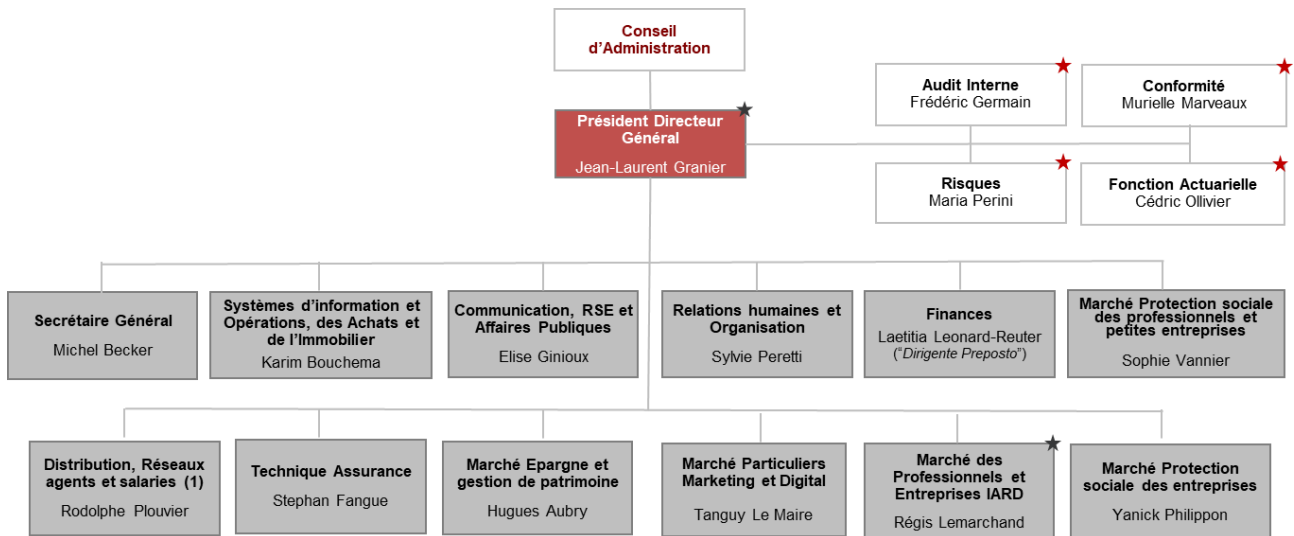 Conseil
d'Administration
Audit Interne
Frédéric Germain
Conformité
Murielle Marveaux
Président Directeur
Général
Jean-Laurent Granier
Risques
Maria Perini
Fonction Actuarielle
Cédric Ollivier
Secrétaire Général
Michel Becker
Systèmes d'information et
Opérations, des Achats et
de l'Immobilier
Karim Bouchema
Communication, RSE et
Affaires Publiques
Elise Ginioux
Relations humaines et
Organisation
Sylvie Peretti
Finances
Laetitia Leonard-Reuter
("Dirigente Preposto")
Marché Protection sociale
des professionnels et
petites entreprises
Sophie Vannier
Distribution, Réseaux
agents et salaries (1)
Rodolphe Plouvier
Technique Assurance
Stephan Fangue
Marché Epargne et
gestion de patrimoine
Hugues Aubry
Marché Particuliers
Marketing et Digital
Tanguy Le Maire
Marché des
Professionnels et
Entreprises IARD
Régis Lemarchand
Marché Protection
sociale des entreprises
Yanick Philippon